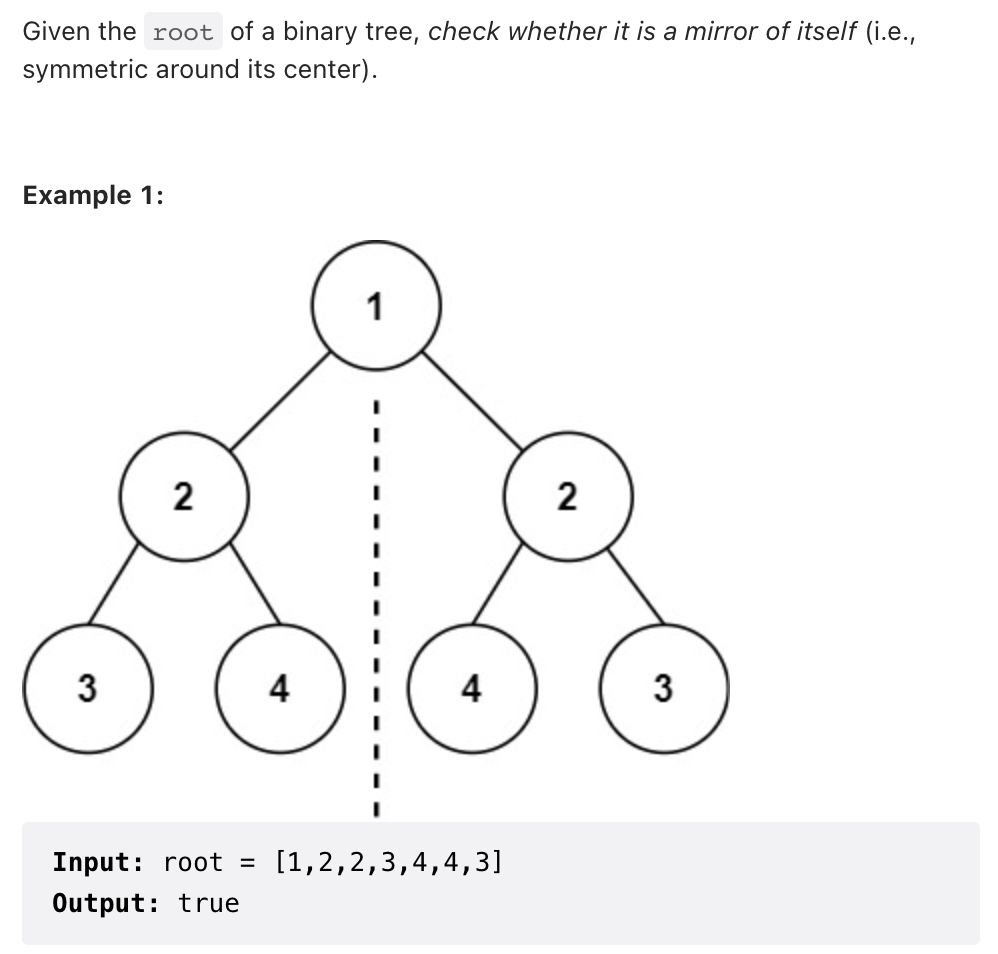 Given the root of a binary tree, check whether it is a mirror of itself (i.e.,
symmetric around its center).
Example 1:
1
2 2
3 4 4 3
Input: root = [1,2,2,3,4,4,3]
Output: true